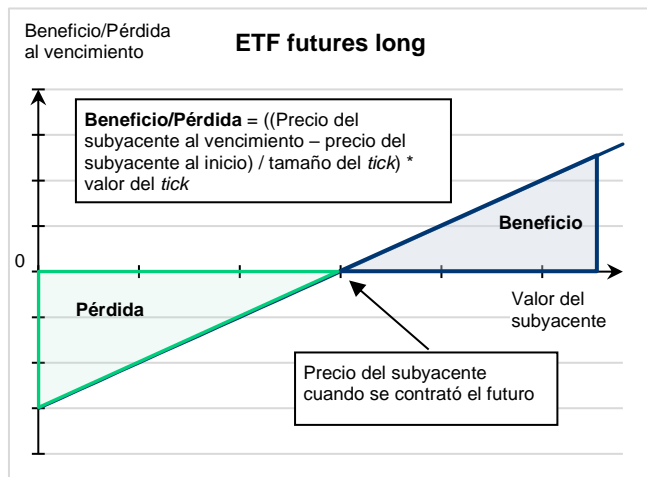 Beneficio/Pérdida
al vencimiento
ETF futures long
Beneficio/Pérdida = ((Precio del
subyacente al vencimiento – precio del
subyacente al inicio) / tamaño del tick) *
valor del tick
Beneficio
0
Pérdida
Valor del
subyacente
Precio del subyacente
cuando se contrató el futuro